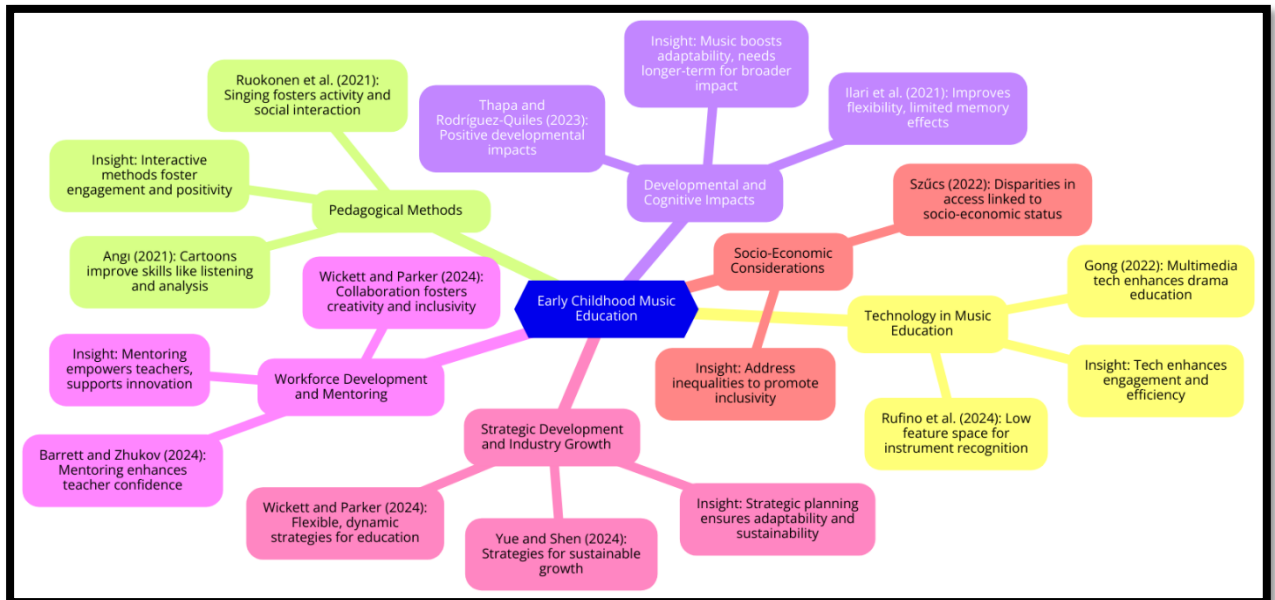 Early Childhood Music
Education
Pedagogical Methods
Ruokonen et al. (2021):
Singing fosters activity and
social interaction
Insight: Interactive
methods foster
engagement and positivity
Angı (2021): Cartoons
improve skills like listening
and analysis
Developmental and
Cognitive Impacts
Thapa and
Rodríguez-Quiles (2023):
Positive developmental
impacts
Insight: Music boosts
adaptability, needs
longer-term for broader
impact
Ilari et al. (2021): Improves
flexibility, limited memory
effects
Socio-Economic
Considerations
Szűcs (2022): Disparities in
access linked to
socio-economic status
Insight: Address
inequalities to promote
inclusivity
Technology in Music
Education
Gong (2022): Multimedia
tech enhances drama
education
Insight: Tech enhances
engagement and
efficiency
Rufino et al. (2024): Low
feature space for
instrument recognition
Workforce Development
and Mentoring
Wickett and Parker (2024):
Collaboration fosters
creativity and inclusivity
Insight: Mentoring
empowers teachers,
supports innovation
Barrett and Zhukov (2024):
Mentoring enhances
teacher confidence
Strategic Development
and Industry Growth
Wickett and Parker (2024):
Flexible, dynamic
strategies for education
Yue and Shen (2024):
Strategies for sustainable
growth
Insight: Strategic planning
ensures adaptability and
sustainability